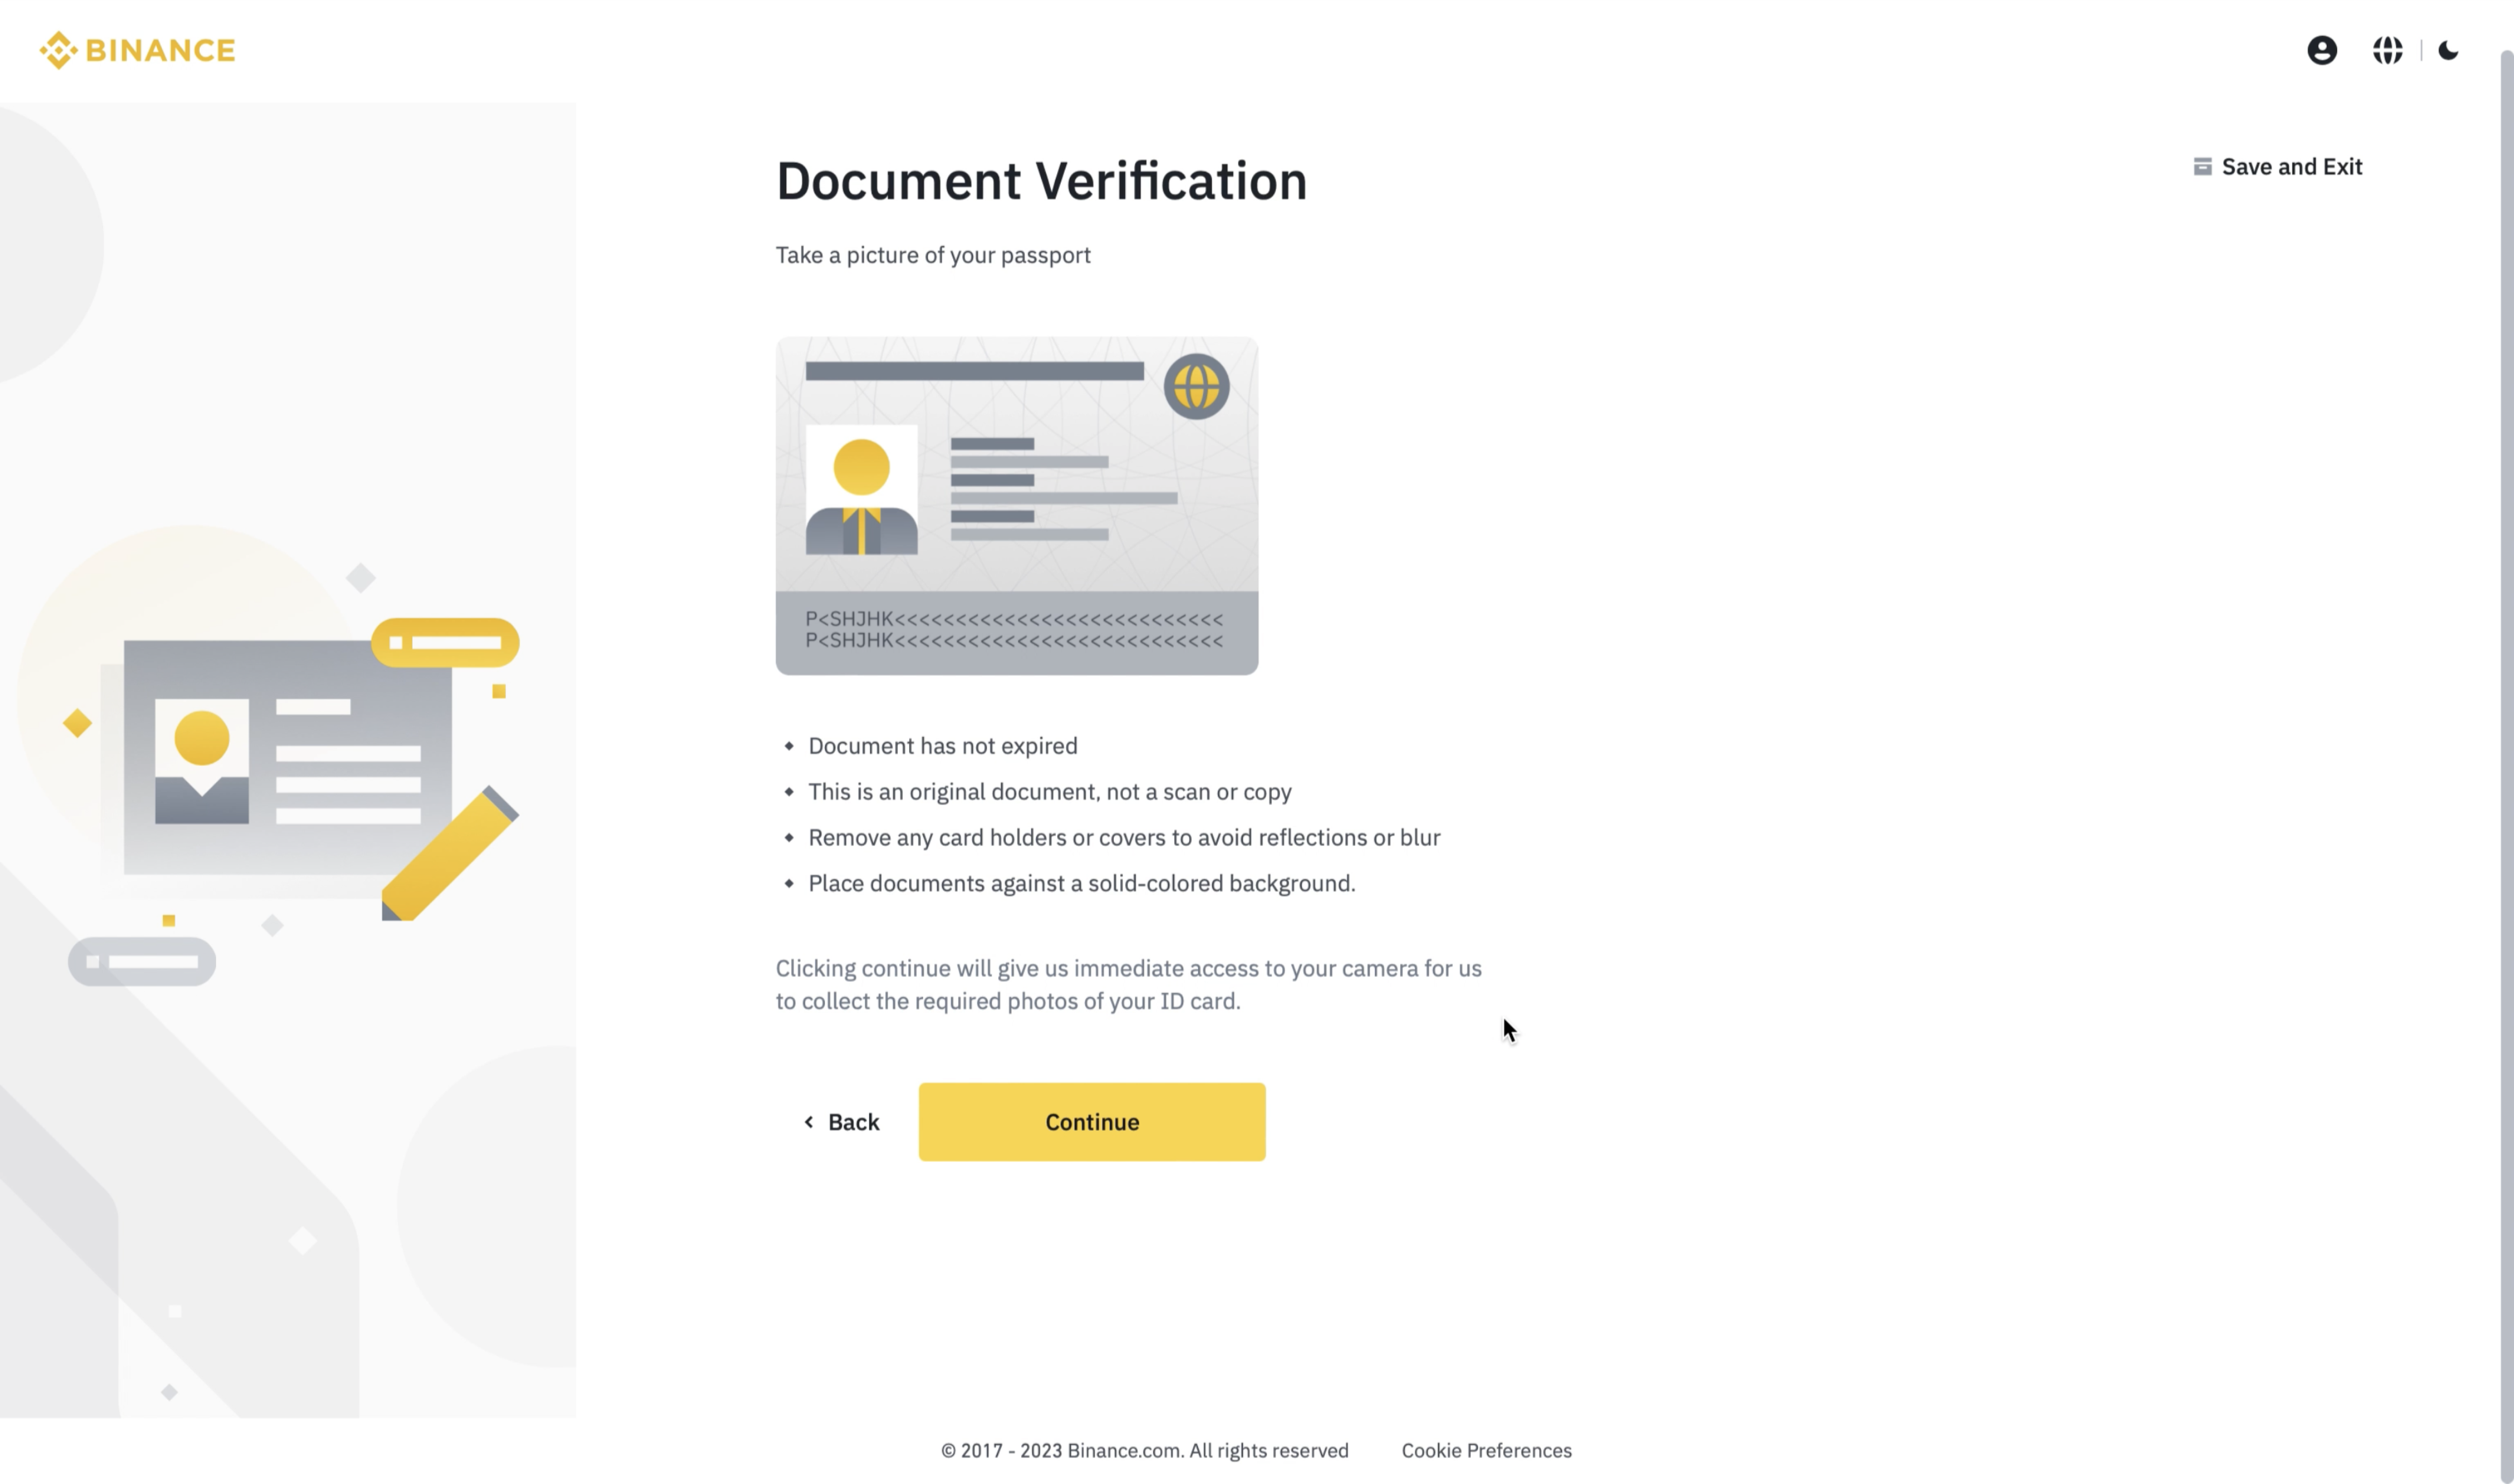 BINANCE
Save and Exit
Document Verification
Take a picture of your passport
P<SHJHK<<<<<<<<<<<<<<<<<<<<<<<<<<<
P<SHJHK<<<<<<<<<<<<<<<<<<<<<<<<<<<
Document has not expired
This is an original document, not a scan or copy
Remove any card holders or covers to avoid reflections or blur
Place documents against a solid-colored background.
Clicking continue will give us immediate access to your camera for us
to collect the required photos of your ID card.
Back
Continue
© 2017 - 2023 Binance.com. All rights reserved
Cookie Preferences